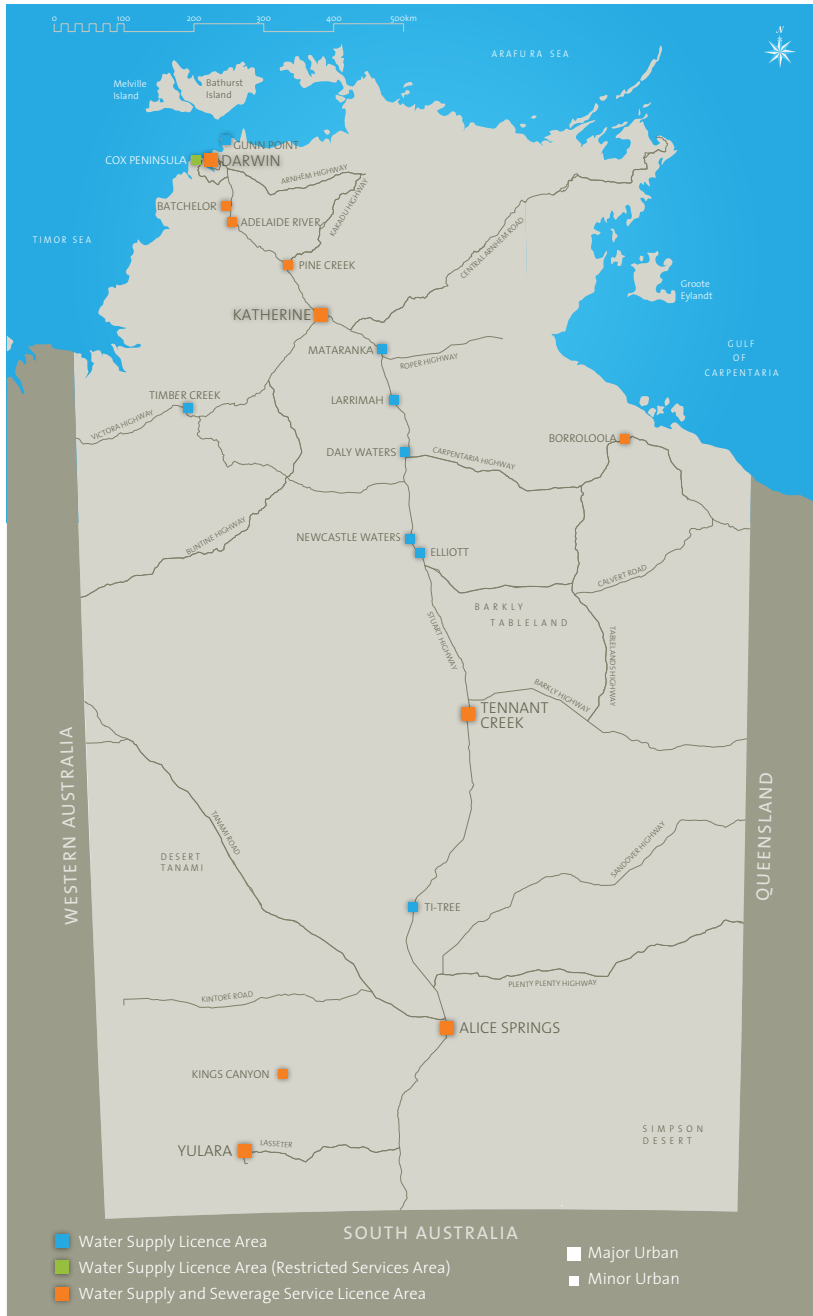 0 100 200 300 400 500km
ARAFURA SEA
N
Melville
Island
Bathurst
Island
GUNN POINT
COX PENINSULA
DARWIN
ARNHEM HIGHWAY
KAKADU HIGHWAY
BATCHELOR
ADELAIDE RIVER
TIMOR SEA
CENTRAL ARNHEM ROAD
PINE CREEK
Groote
Eylandt
KATHERINE
GULF
OF
CARPENTARIA
MATARANKA
ROPER HIGHWAY
TIMBER CREEK
LARRIMAH
VICTORA HIGHWAY
BORROLOOLA
DALY WATERS
CARPENTARIA HIGHWAY
BUNTINE HIGHWAY
NEWCASTLE WATERS
ELLIOTT
CALVERT ROAD
BARKLY
TABLELAND
STUART HIGHWAY
TABLELANDS HIGHWAY
BARKLY HIGHWAY
TENNANT
CREEK
WESTERN AUSTRALIA
QUEENSLAND
TANAMI ROAD
SANDOVER HIGHWAY
DESERT
TANAMI
TI-TREE
PLENTY PLENTY HIGHWAY
KINTORE ROAD
ALICE SPRINGS
KINGS CANYON
SIMPSON
DESERT
YULARA
LASSETER
SOUTH AUSTRALIA
Water Supply Licence Area
Water Supply Licence Area (Restricted Services Area)
Water Supply and Sewerage Service Licence Area
Major Urban
Minor Urban